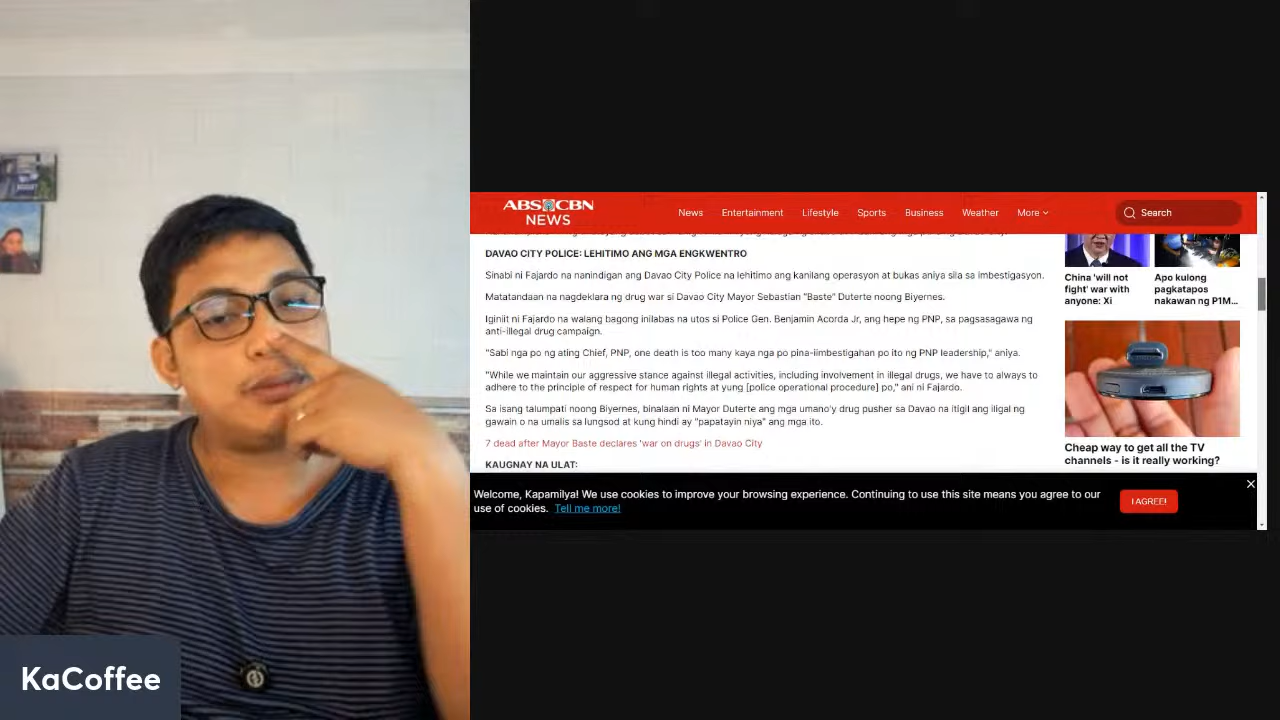 ABS CBN
NEWS
News Entertainment Lifestyle Sports Business Weather More
Search
DAVAO CITY POLICE: LEHITIMO ANG MGA ENGKWENTRO
Sinabi ni Fajardo na nanindigan ang Davao City Police na lehitimo ang kanilang operasyon at bukas aniya sila sa imbestigasyon.
Matatandaan na nagdeklara ng drug war si Davao City Mayor Sebastian "Baste" Duterte noong Biyernes.
Iginiit ni Fajardo na walang bagong inilabas na utos si Police Gen. Benjamin Acorda Jr, ang hepe ng PNP, sa pagsasagawa ng
anti-illegal drug campaign.
"Sabi nga po ng ating Chief, PNP, one death is too many kaya nga po pina-iimbestigahan po ito ng PNP leadership," aniya.
"While we maintain our aggressive stance against illegal activities, including involvement in illegal drugs, we have to always to
adhere to the principle of respect for human rights at yung [police operational procedure] po," ani ni Fajardo.
Sa isang talumpati noong Biyernes, binalaan ni Mayor Duterte ang mga umano'y drug pusher sa Davao na itigil ang iligal ng
gawain o na umalis sa lungsod at kung hindi ay "papatayin niya" ang mga ito.
7 dead after Mayor Baste declares 'war on drugs' in Davao City
KAUGNAY NA ULAT:
China 'will not
fight' war with
anyone: Xi
Apo kulong
pagkatapos
nakawan ng P1M...
Cheap way to get all the TV
channels - is it really working?
Welcome, Kapamilya! We use cookies to improve your browsing experience. Continuing to use this site means you agree to our
use of cookies. Tell me more!
I AGREE!
KaCoffee